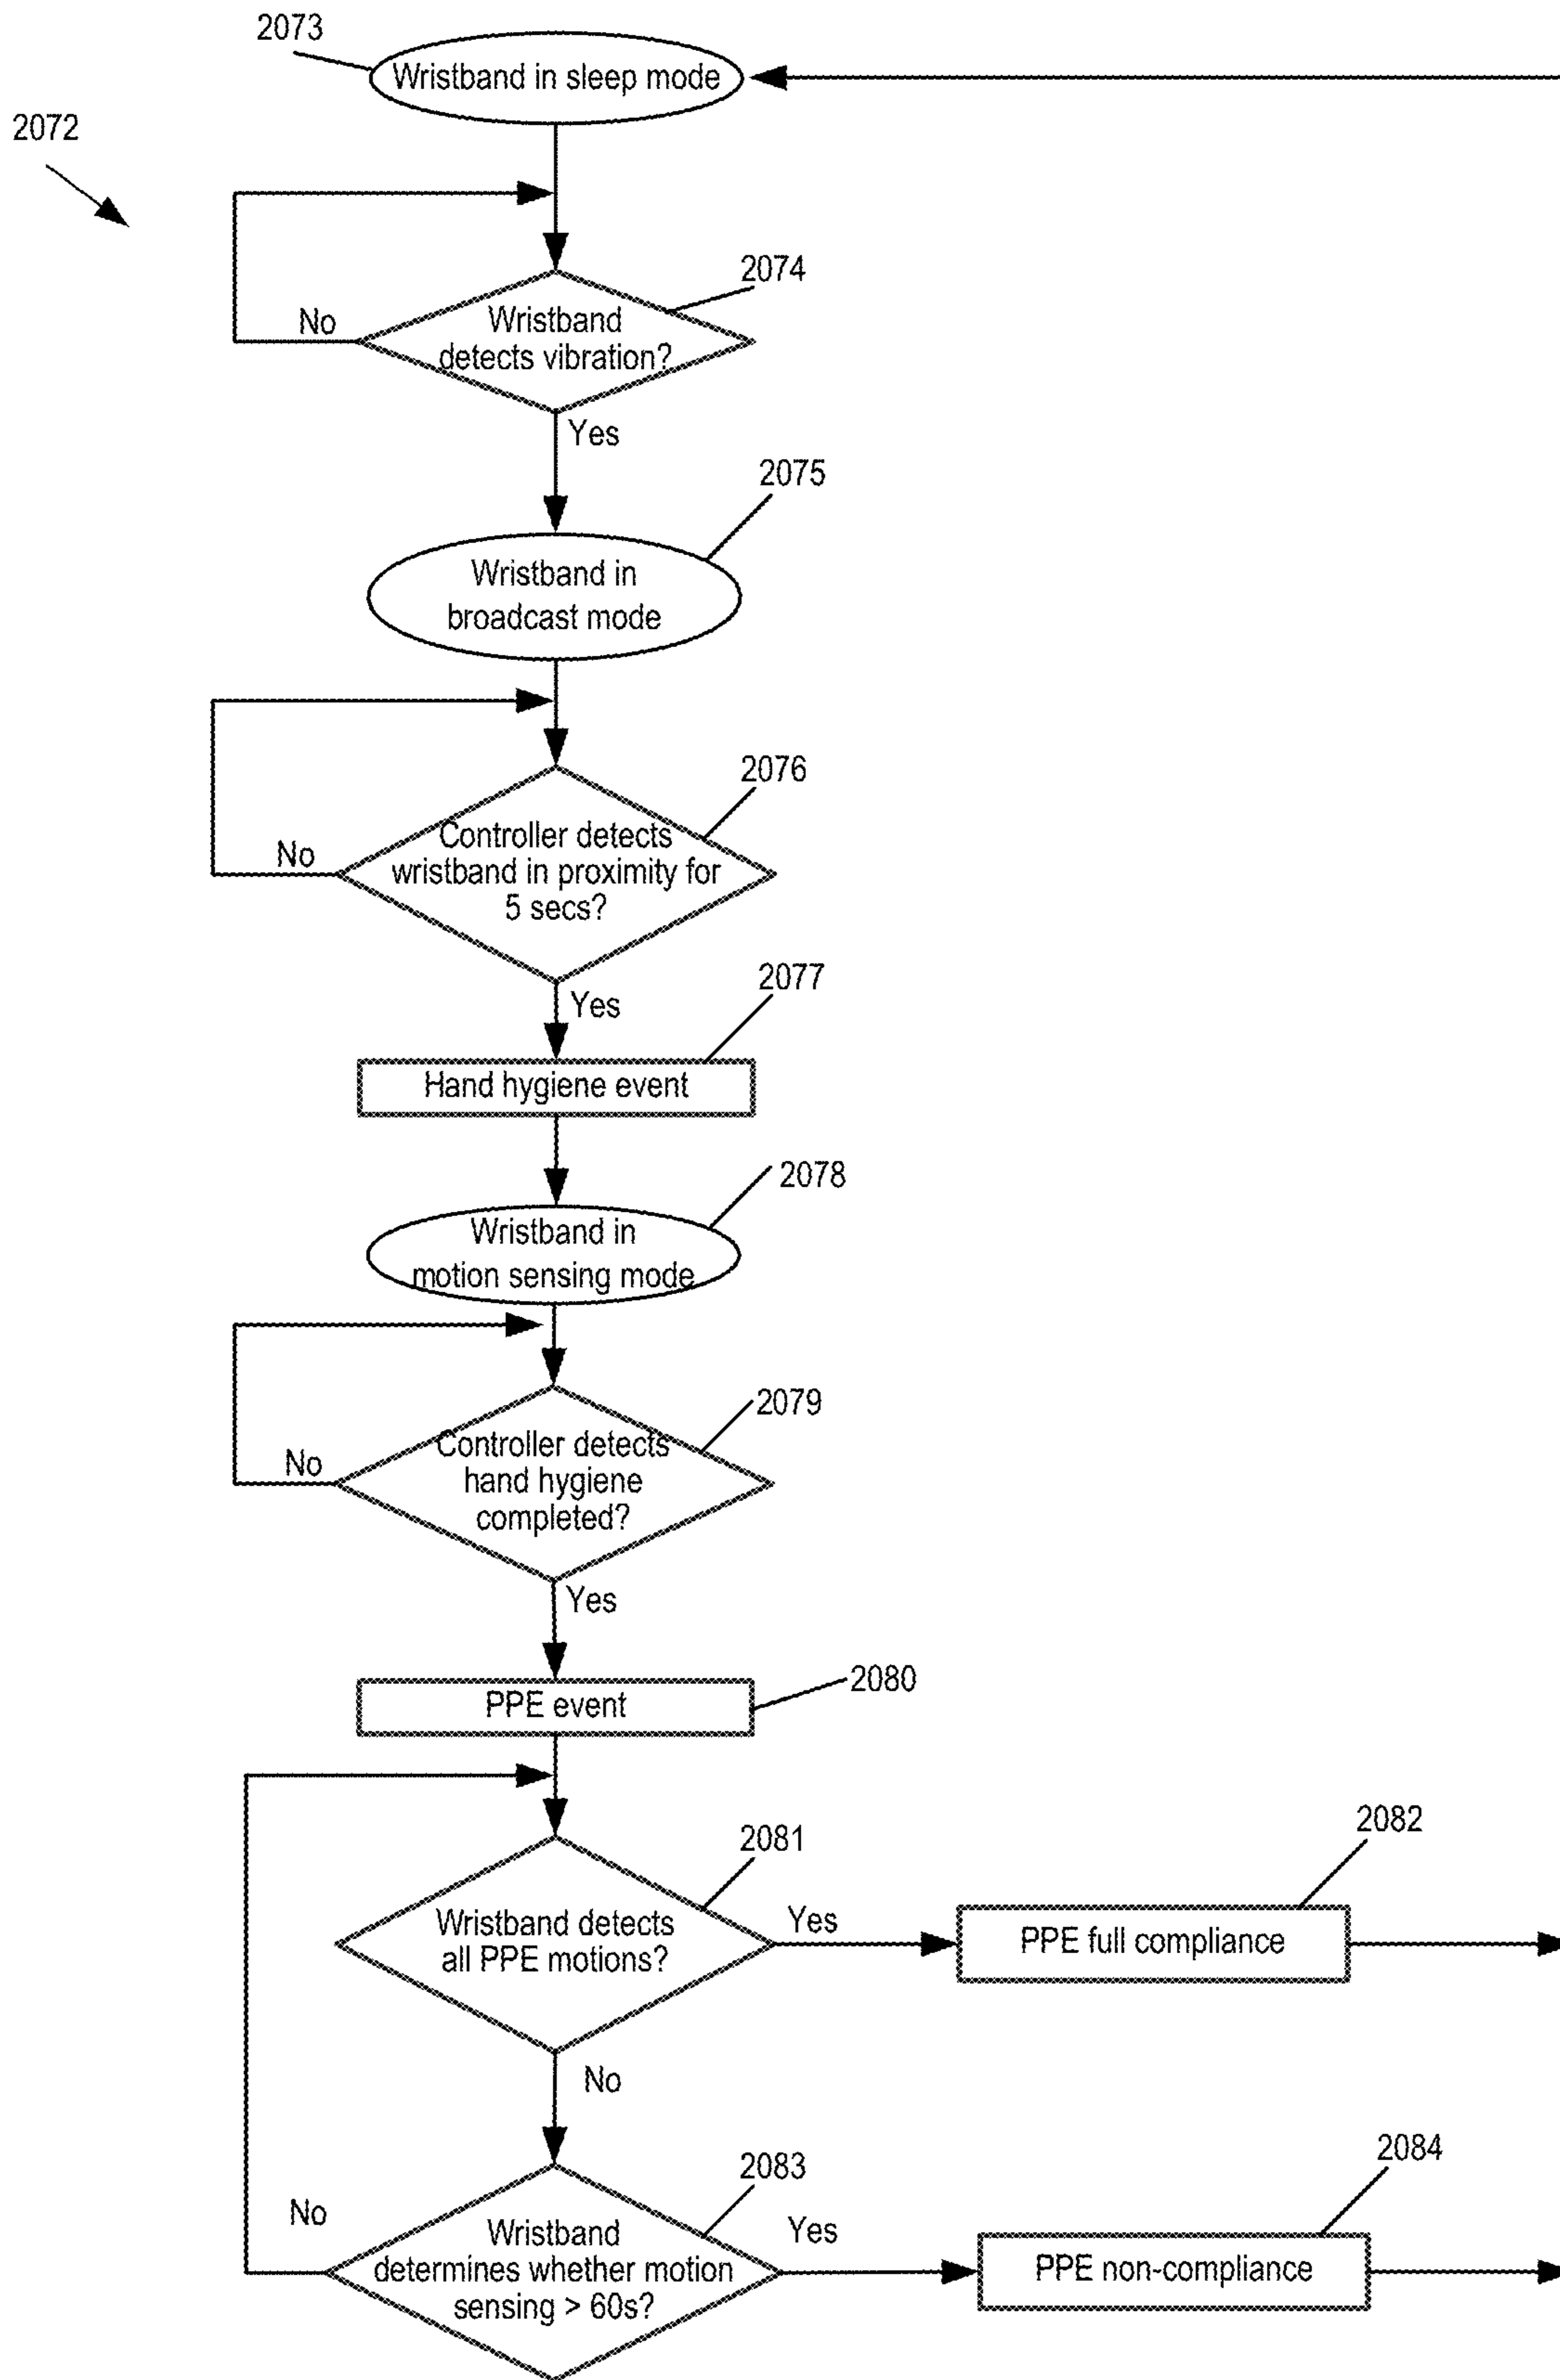 2073
Wristband in sleep mode
2072
2074
Wristband
detects vibration?
No
Yes
2075
Wristband in
broadcast mode
2076
Controller detects
wristband in proximity for
5 secs?
No
Yes
2077
Hand hygiene event
2078
Wristband in
motion sensing mode
2079
Controller detects
hand hygiene
completed?
No
Yes
2080
PPE event
2081
Wristband detects
all PPE motions?
Yes
2082
PPE full compliance
No
2083
Wristband
determines whether motion
sensing > 60s?
No
Yes
2084
PPE non-compliance